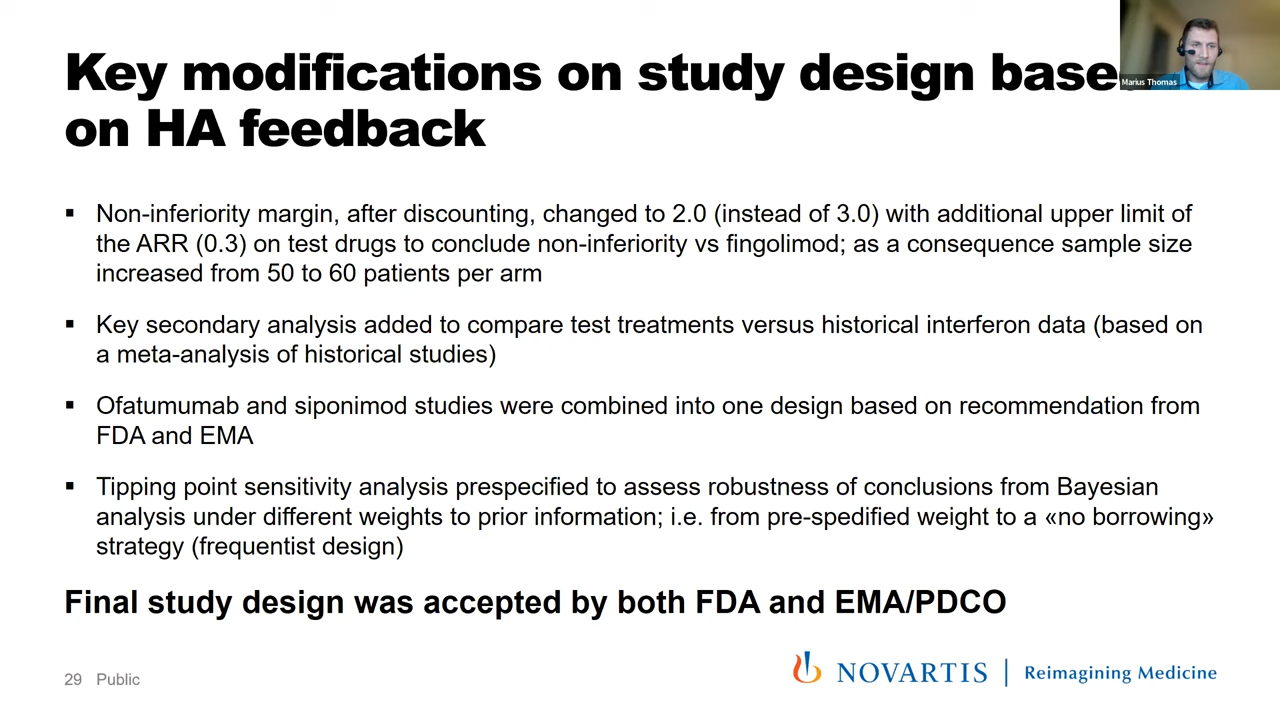 Key modifications on study design base
on HA feedback
Marius Thomas
▪ Non-inferiority margin, after discounting, changed to 2.0 (instead of 3.0) with additional upper limit of
the ARR (0.3) on test drugs to conclude non-inferiority vs fingolimod; as a consequence sample size
increased from 50 to 60 patients per arm
▪ Key secondary analysis added to compare test treatments versus historical interferon data (based on
a meta-analysis of historical studies)
▪ Ofatumumab and siponimod studies were combined into one design based on recommendation from
FDA and EMA
▪ Tipping point sensitivity analysis prespecified to assess robustness of conclusions from Bayesian
analysis under different weights to prior information; i.e. from pre-spedified weight to a «no borrowing»
strategy (frequentist design)
Final study design was accepted by both FDA and EMA/PDCO
29 Public
NOVARTIS | Reimagining Medicine